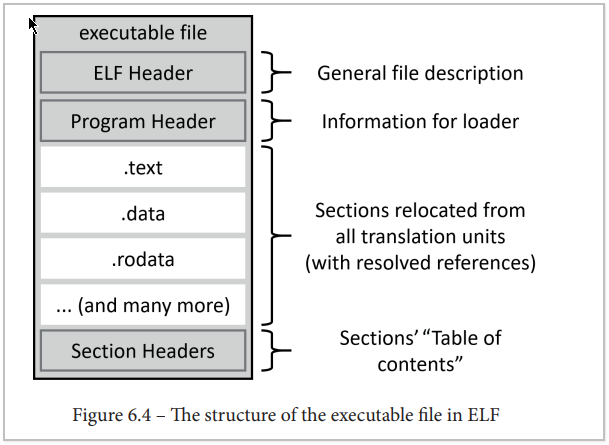 executable file
ELF Header
General file description
Program Header
Information for loader
.text
.data
.rodata
... (and many more)
Sections relocated from
all translation units
(with resolved references)
Section Headers
Sections’ “Table of
contents”
Figure 6.4 – The structure of the executable file in ELF